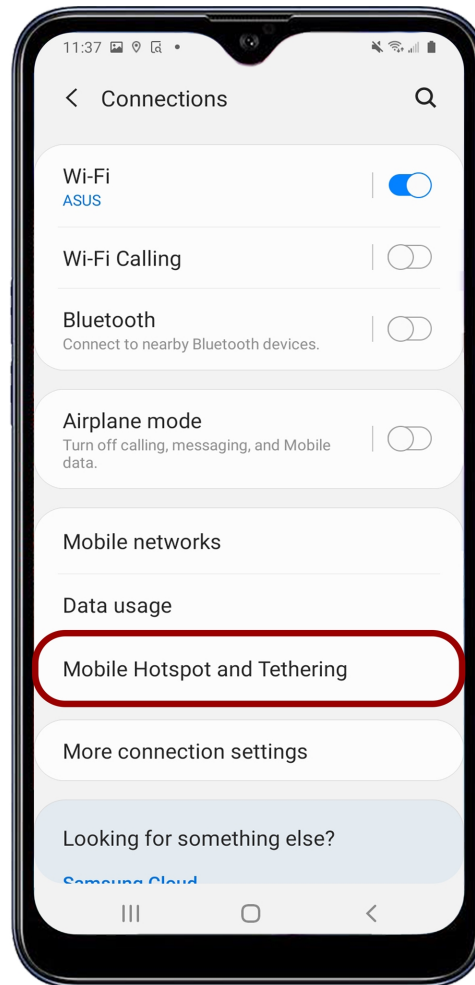 11:37
Connections
Wi-Fi
ASUS
Wi-Fi Calling
Bluetooth
Connect to nearby Bluetooth devices.
Airplane mode
Turn off calling, messaging, and Mobile
data.
Mobile networks
Data usage
Mobile Hotspot and Tethering
More connection settings
Looking for something else?
Samsung Cloud